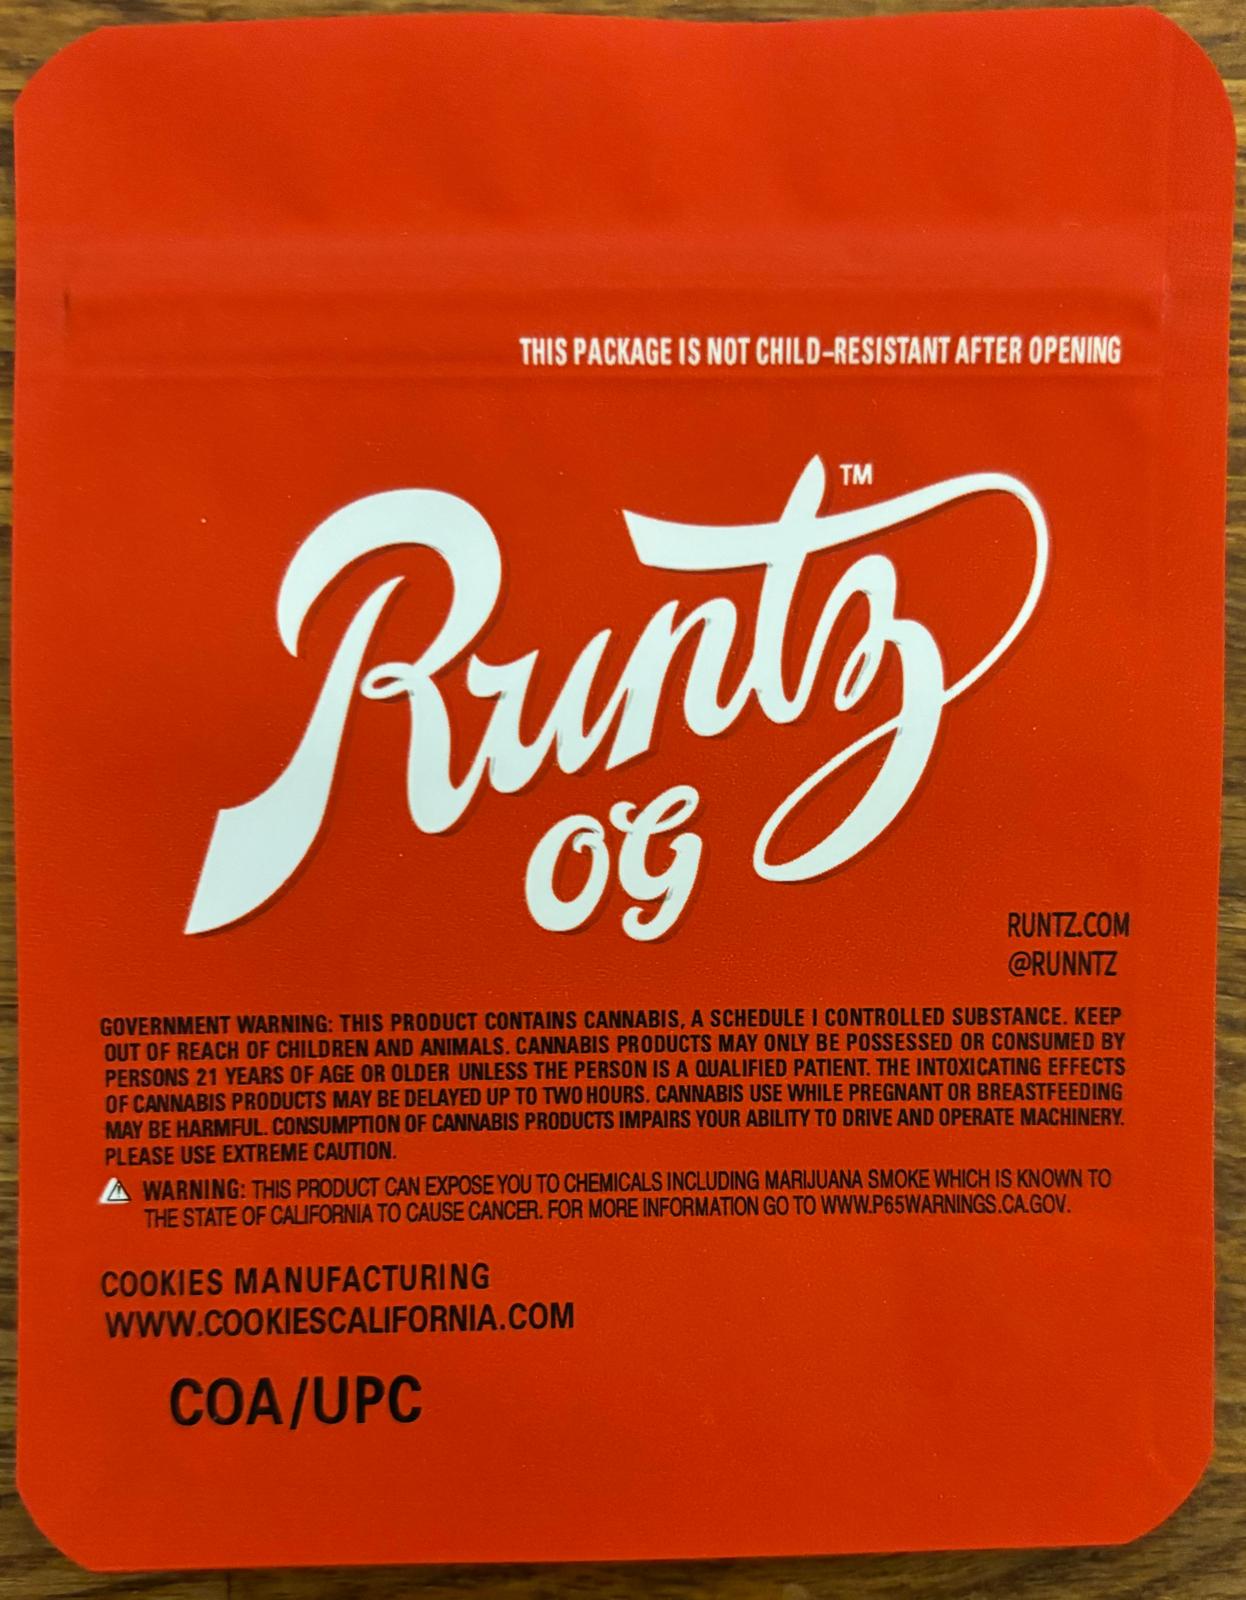 THIS PACKAGE IS NOT CHILD-RESISTANT AFTER OPENING
Runtz™
OG
RUNTZ.COM
@RUNNTZ
GOVERNMENT WARNING: THIS PRODUCT CONTAINS CANNABIS, A SCHEDULE I CONTROLLED SUBSTANCE. KEEP
OUT OF REACH OF CHILDREN AND ANIMALS. CANNABIS PRODUCTS MAY ONLY BE POSSESSED OR CONSUMED BY
PERSONS 21 YEARS OF AGE OR OLDER UNLESS THE PERSON IS A QUALIFIED PATIENT. THE INTOXICATING EFFECTS
OF CANNABIS PRODUCTS MAY BE DELAYED UP TO TWO HOURS. CANNABIS USE WHILE PREGNANT OR BREASTFEEDING
MAY BE HARMFUL. CONSUMPTION OF CANNABIS PRODUCTS IMPAIRS YOUR ABILITY TO DRIVE AND OPERATE MACHINERY.
PLEASE USE EXTREME CAUTION.
WARNING: THIS PRODUCT CAN EXPOSE YOU TO CHEMICALS INCLUDING MARIJUANA SMOKE WHICH IS KNOWN TO
THE STATE OF CALIFORNIA TO CAUSE CANCER. FOR MORE INFORMATION GO TO WWW.P65WARNINGS.CA.GOV.
COOKIES MANUFACTURING
WWW.COOKIESCALIFORNIA.COM
COA/UPC